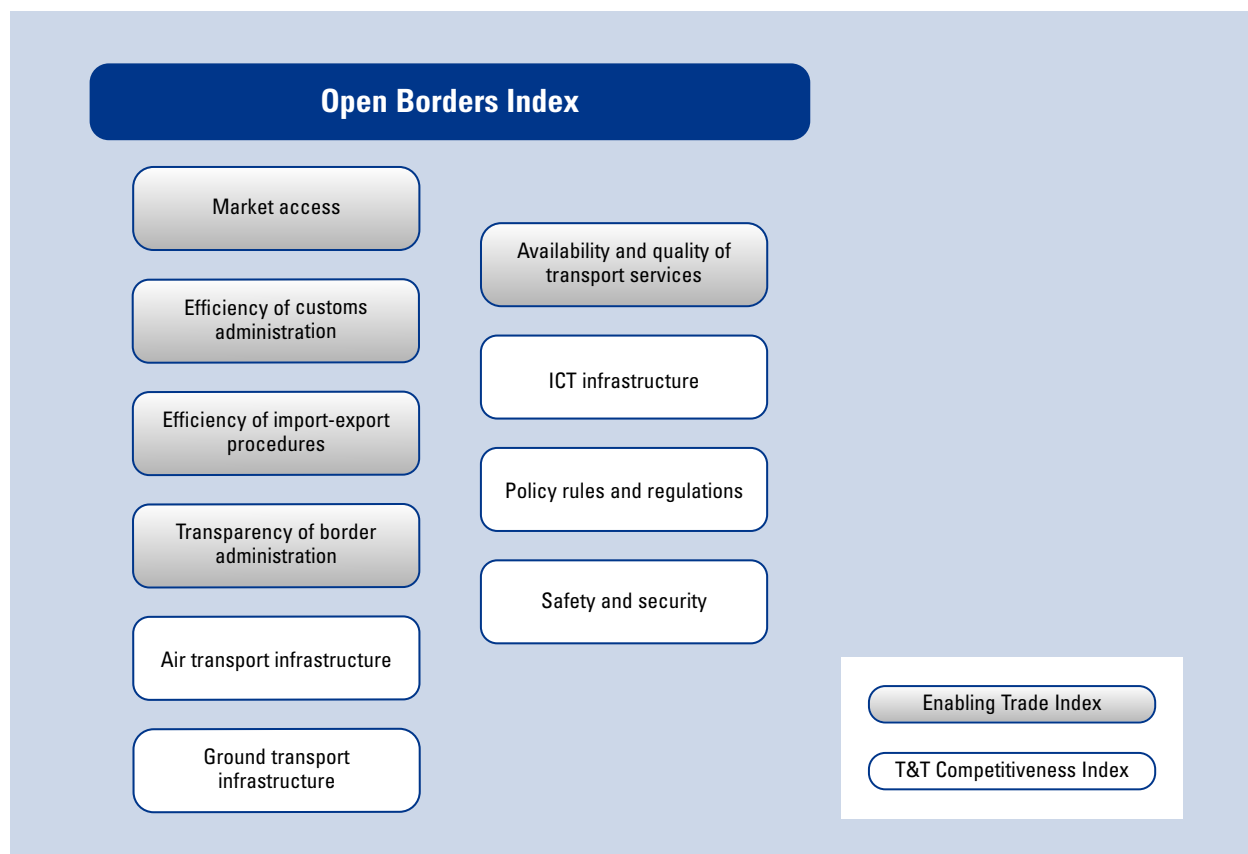 Open Borders Index
Market access
Efficiency of customs
administration
Efficiency of import-export
procedures
Transparency of border
administration
Air transport infrastructure
Ground transport
infrastructure
Availability and quality of
transport services
ICT infrastructure
Policy rules and regulations
Safety and security
Enabling Trade Index
T&T Competitiveness Index